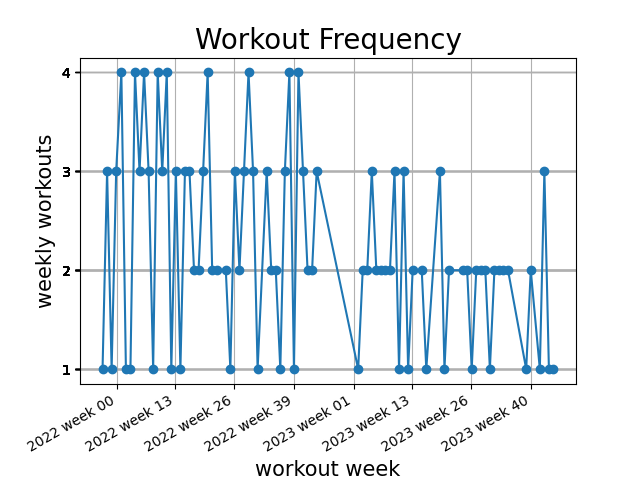 Workout Frequency
4
3
2
1
weekly workouts
2022 week 00
2022 week 13
2022 week 26
2022 week 39
2023 week 01
2023 week 13
2023 week 26
2023 week 40
workout week